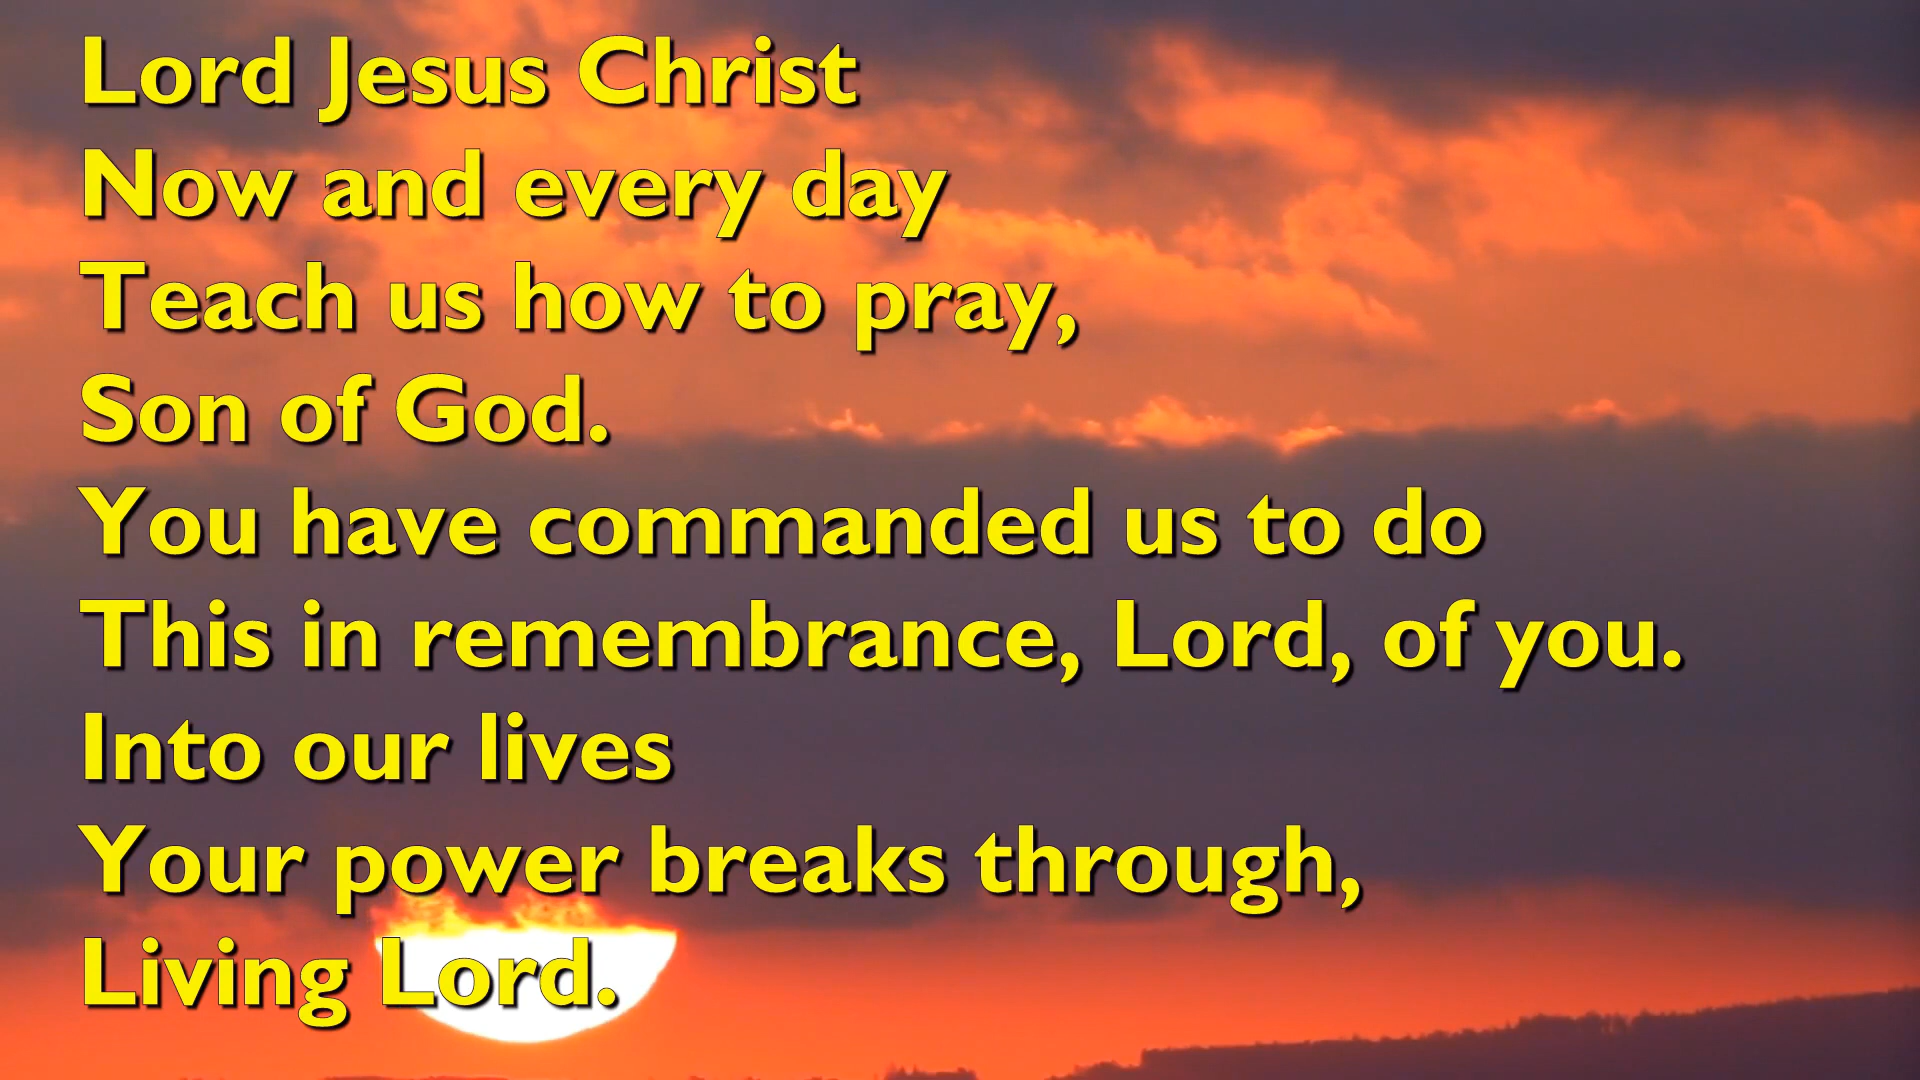 Lord Jesus Christ
Now and every day
Teach us how to pray,
Son of God.
You have commanded us to do
This in remembrance, Lord, of you.
Into our lives
Your power breaks through,
Living Lord.